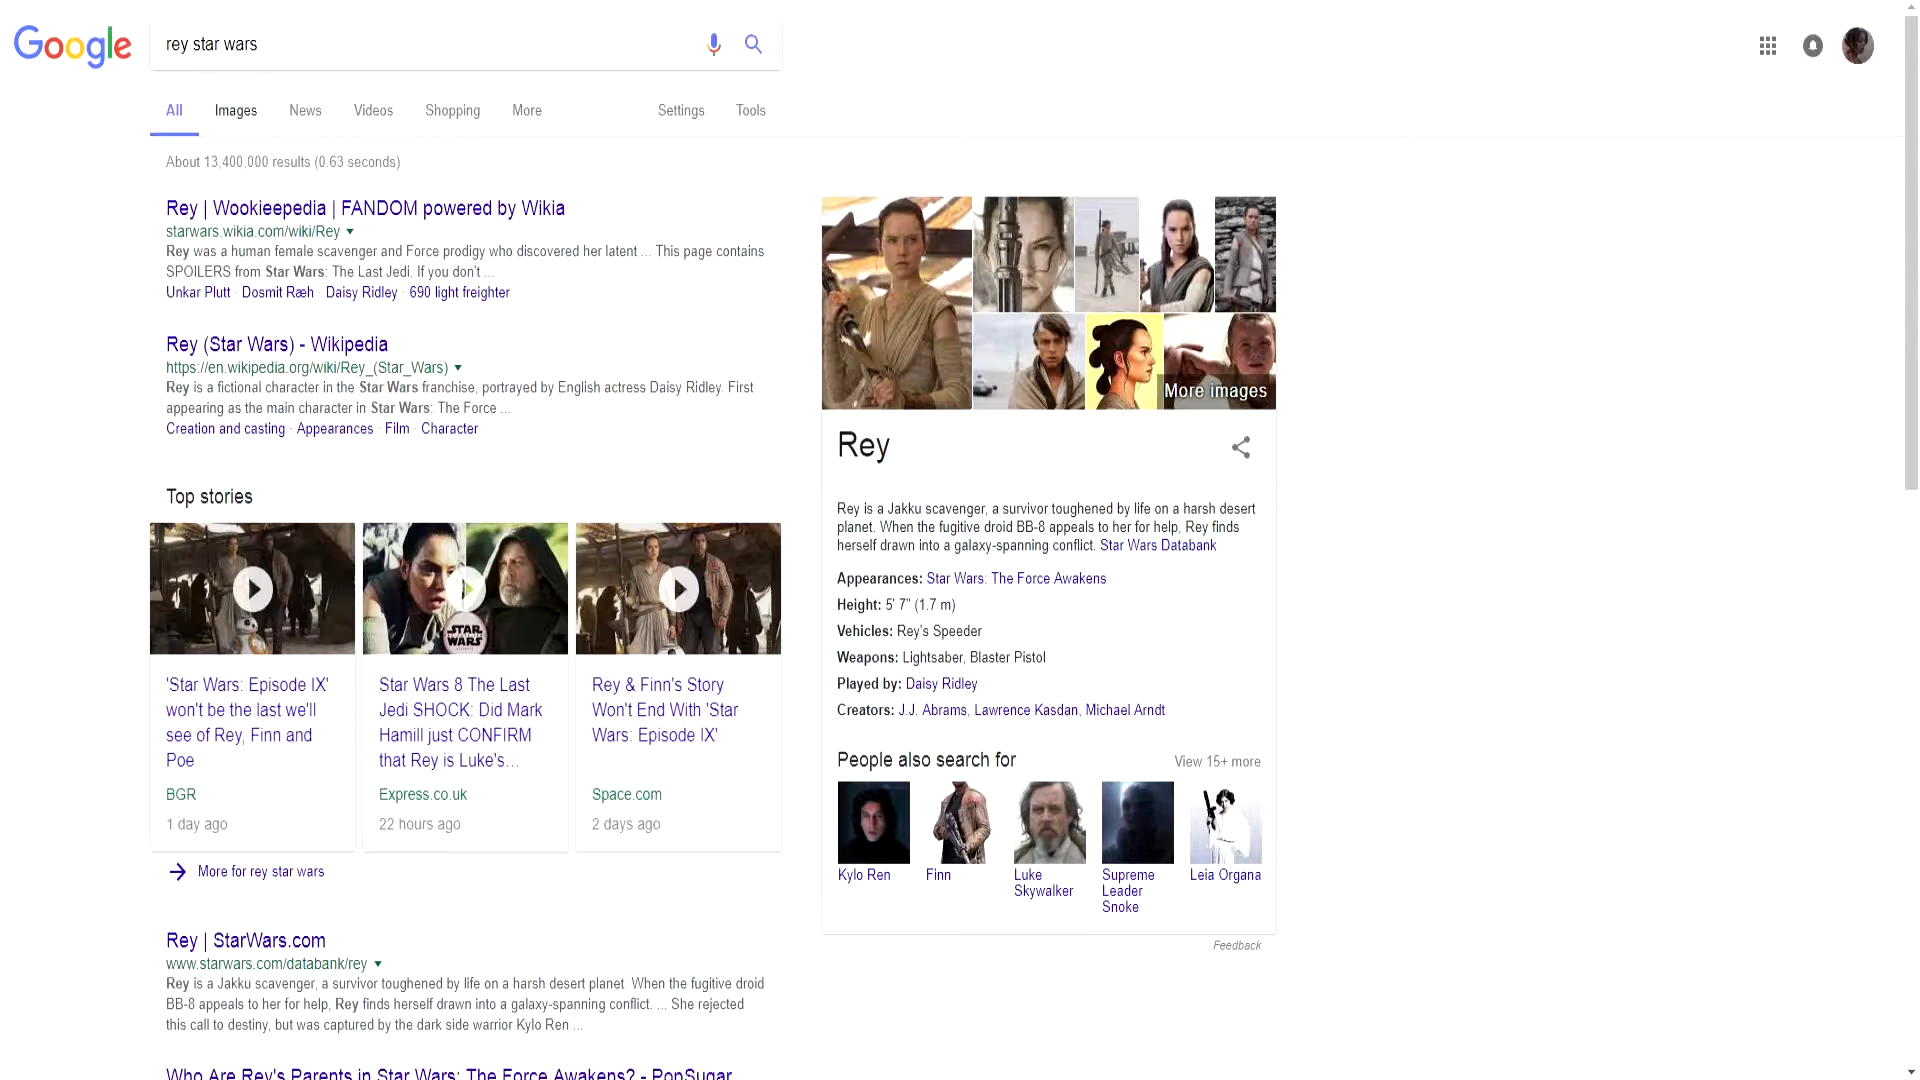 Google
rey star wars
All Images News Videos Shopping More Settings Tools
About 13,400,000 results (0.63 seconds)
Rey | Wookieepedia | FANDOM powered by Wikia
starwars.wikia.com/wiki/Rey
Rey was a human female scavenger and Force prodigy who discovered her latent ... This page contains
SPOILERS from Star Wars: The Last Jedi. If you don't ...
Unkar Plutt · Dosmit Ræh · Daisy Ridley · 690 light freighter
Rey (Star Wars) - Wikipedia
https://en.wikipedia.org/wiki/Rey_(Star_Wars)
Rey is a fictional character in the Star Wars franchise, portrayed by English actress Daisy Ridley. First
appearing as the main character in Star Wars: The Force ...
Creation and casting · Appearances · Film · Character
Top stories
STAR
WARS
'Star Wars: Episode IX'
won't be the last we'll
see of Rey, Finn and
Poe
BGR
1 day ago
Star Wars 8 The Last
Jedi SHOCK: Did Mark
Hamill just CONFIRM
that Rey is Luke's...
Express.co.uk
22 hours ago
Rey & Finn's Story
Won't End With 'Star
Wars: Episode IX'
Space.com
2 days ago
More for rey star wars
Rey | StarWars.com
www.starwars.com/databank/rey
Rey is a Jakku scavenger, a survivor toughened by life on a harsh desert planet. When the fugitive droid
BB-8 appeals to her for help, Rey finds herself drawn into a galaxy-spanning conflict. ... She rejected
this call to destiny, but was captured by the dark side warrior Kylo Ren ...
Who Are Rey's Parents in Star Wars: The Force Awakens? - PopSugar
More images
Rey
Rey is a Jakku scavenger, a survivor toughened by life on a harsh desert
planet. When the fugitive droid BB-8 appeals to her for help, Rey finds
herself drawn into a galaxy-spanning conflict. Star Wars Databank
Appearances: Star Wars: The Force Awakens
Height: 5' 7" (1.7 m)
Vehicles: Rey's Speeder
Weapons: Lightsaber, Blaster Pistol
Played by: Daisy Ridley
Creators: J.J. Abrams, Lawrence Kasdan, Michael Arndt
People also search for View 15+ more
Kylo Ren
Finn
Luke
Skywalker
Supreme
Leader
Snoke
Leia Organa
Feedback